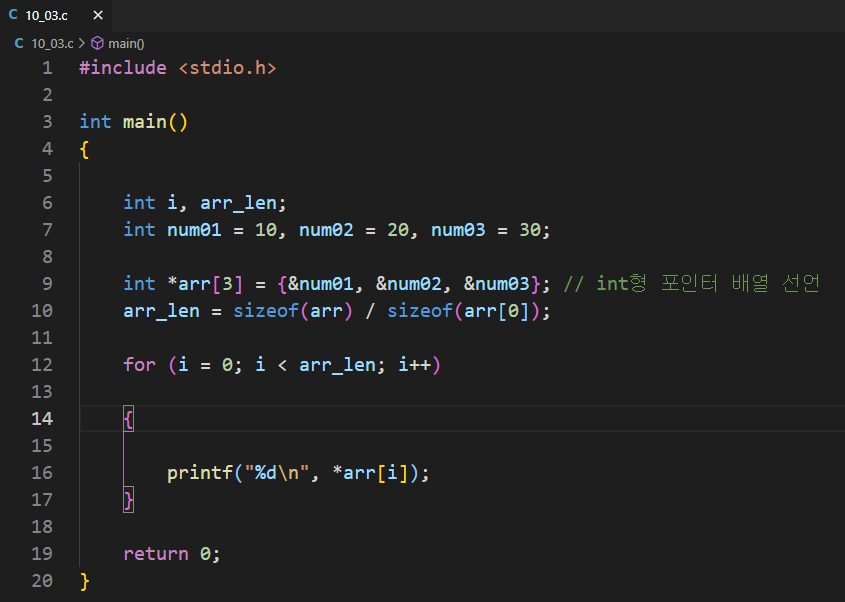 C 10_03.c ×
C 10_03.c > main()
1 #include <stdio.h>
2
3 int main()
4 {
5
6 int i, arr_len;
7 int num01 = 10, num02 = 20, num03 = 30;
8
9 int *arr[3] = {&num01, &num02, &num03}; // int형 포인터 배열 선언
10 arr_len = sizeof(arr) / sizeof(arr[0]);
11
12 for (i = 0; i < arr_len; i++)
13
14 {
15
16 printf("%d\n", *arr[i]);
17 }
18
19 return 0;
20 }